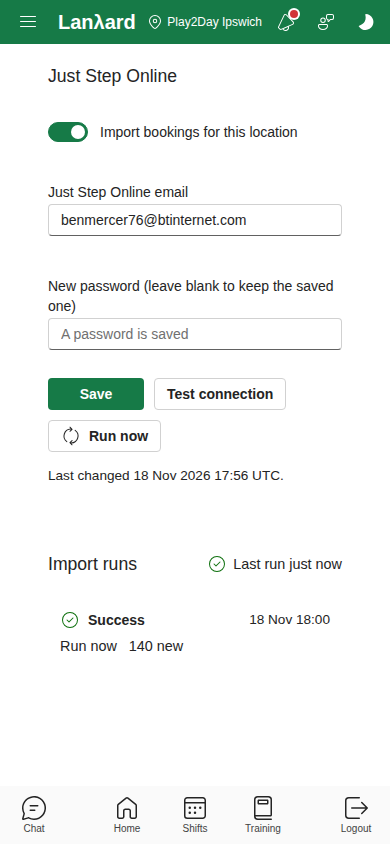 Lanλard
Play2Day Ipswich
Just Step Online
Import bookings for this location
Just Step Online email
benmercer76@btinternet.com
New password (leave blank to keep the saved
one)
A password is saved
Save
Test connection
Run now
Last changed 18 Nov 2026 17:56 UTC.
Import runs
Last run just now
Success
18 Nov 18:00
Run now 140 new
Chat
Home
Shifts
Training
Logout